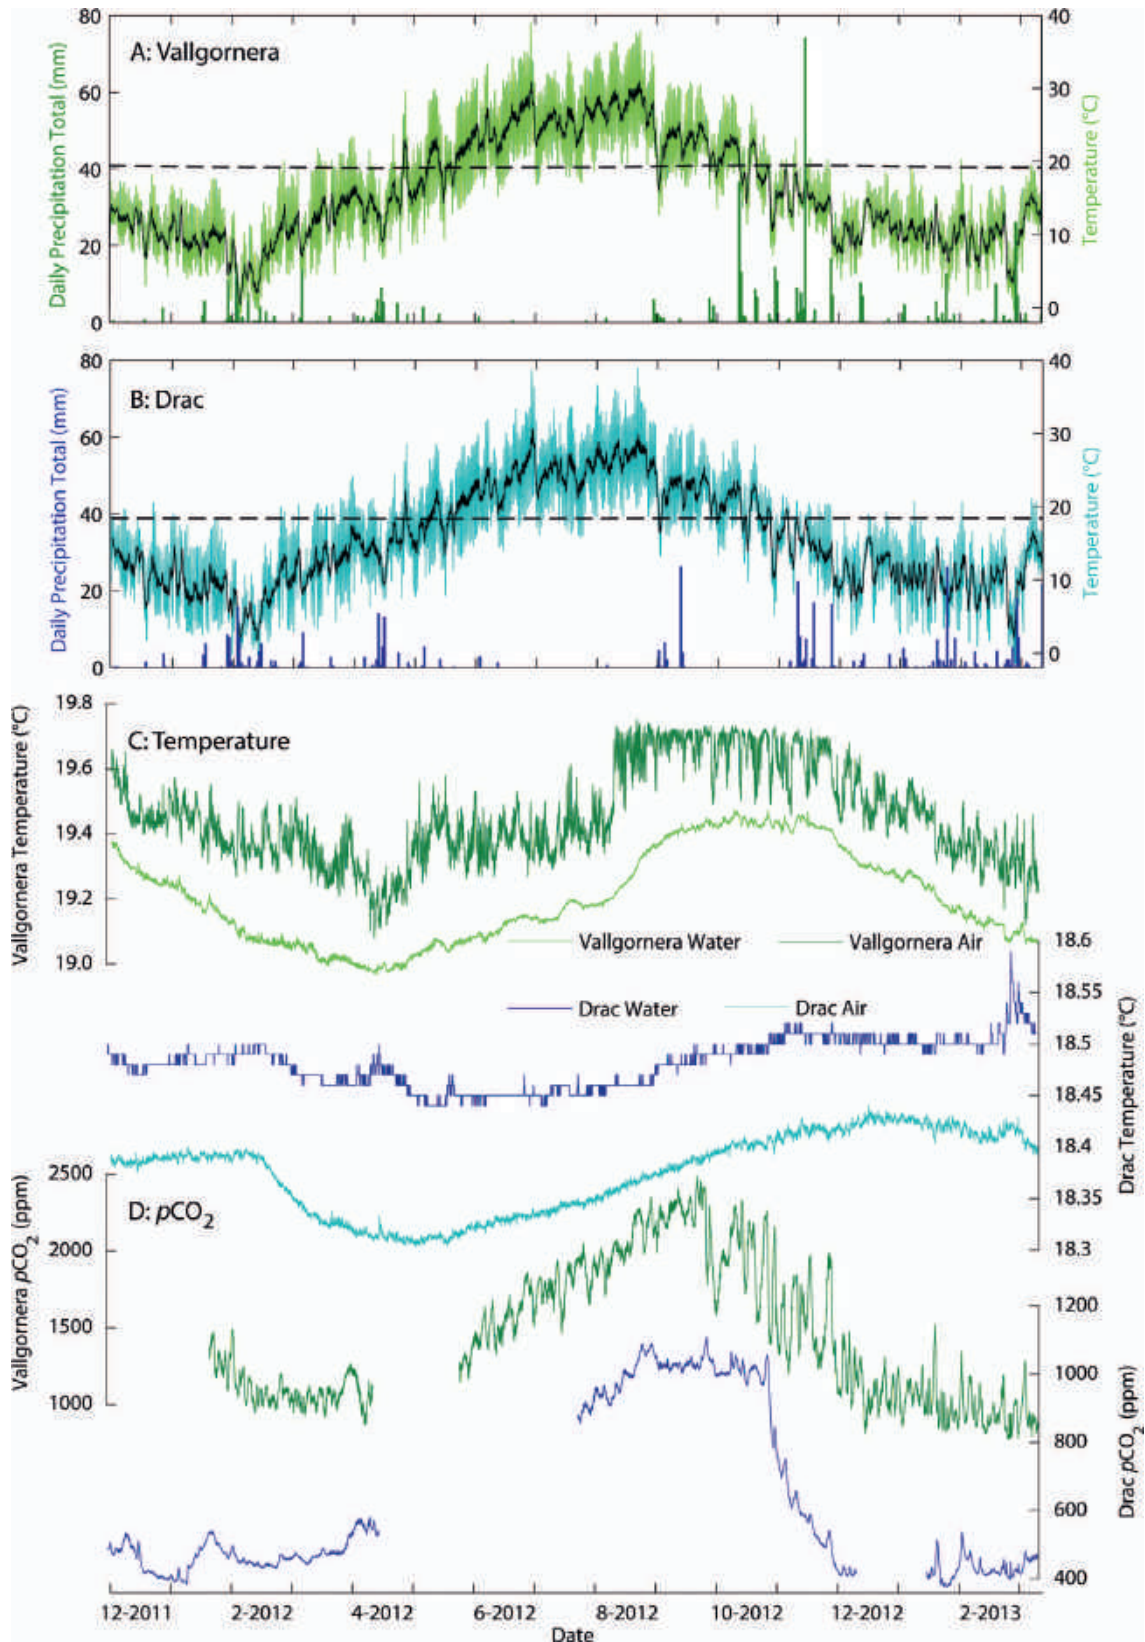 A: Vallgornera
Daily Precipitation Total (mm)
80
60
40
20
0
Temperature (°C)
40
30
20
10
0
B: Drac
Daily Precipitation Total (mm)
80
60
40
20
0
Temperature (°C)
40
30
20
10
0
C: Temperature
Vallgornera Temperature (°C)
19.8
19.6
19.4
19.2
19.0
Vallgornera Water
Vallgornera Air
Drac Water
Drac Air
Drac Temperature (°C)
18.6
18.55
18.5
18.45
18.4
18.35
18.3
D: pCO2
Vallgornera pCO2 (ppm)
2500
2000
1500
1000
Drac pCO2 (ppm)
1200
1000
800
600
400
12-2011
2-2012
4-2012
6-2012
8-2012
10-2012
12-2012
2-2013
Date